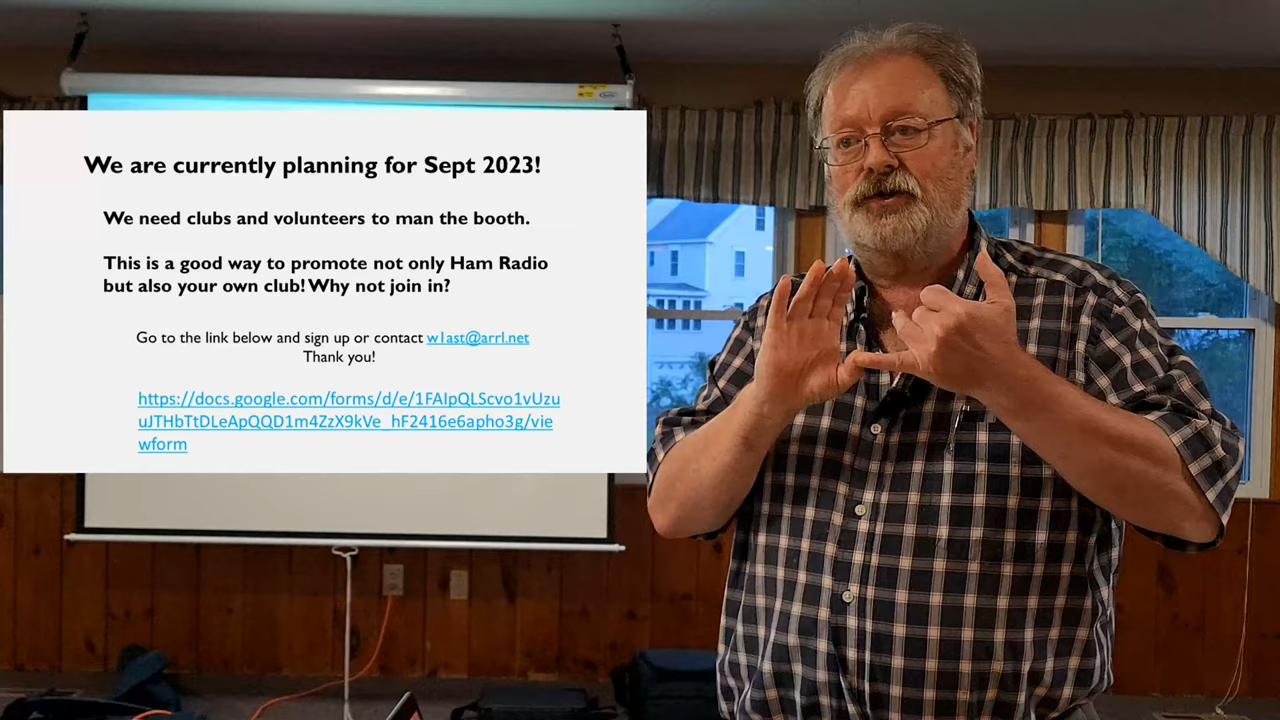 We are currently planning for Sept 2023!
We need clubs and volunteers to man the booth.
This is a good way to promote not only Ham Radio
but also your own club! Why not join in?
Go to the link below and sign up or contact w1ast@arrl.net
Thank you!
https://docs.google.com/forms/d/e/1FAIpQLScvo1vUzu
uJTHbTtDLeApQQD1m4ZzX9kVe_hF2416e6apho3g/vie
wform